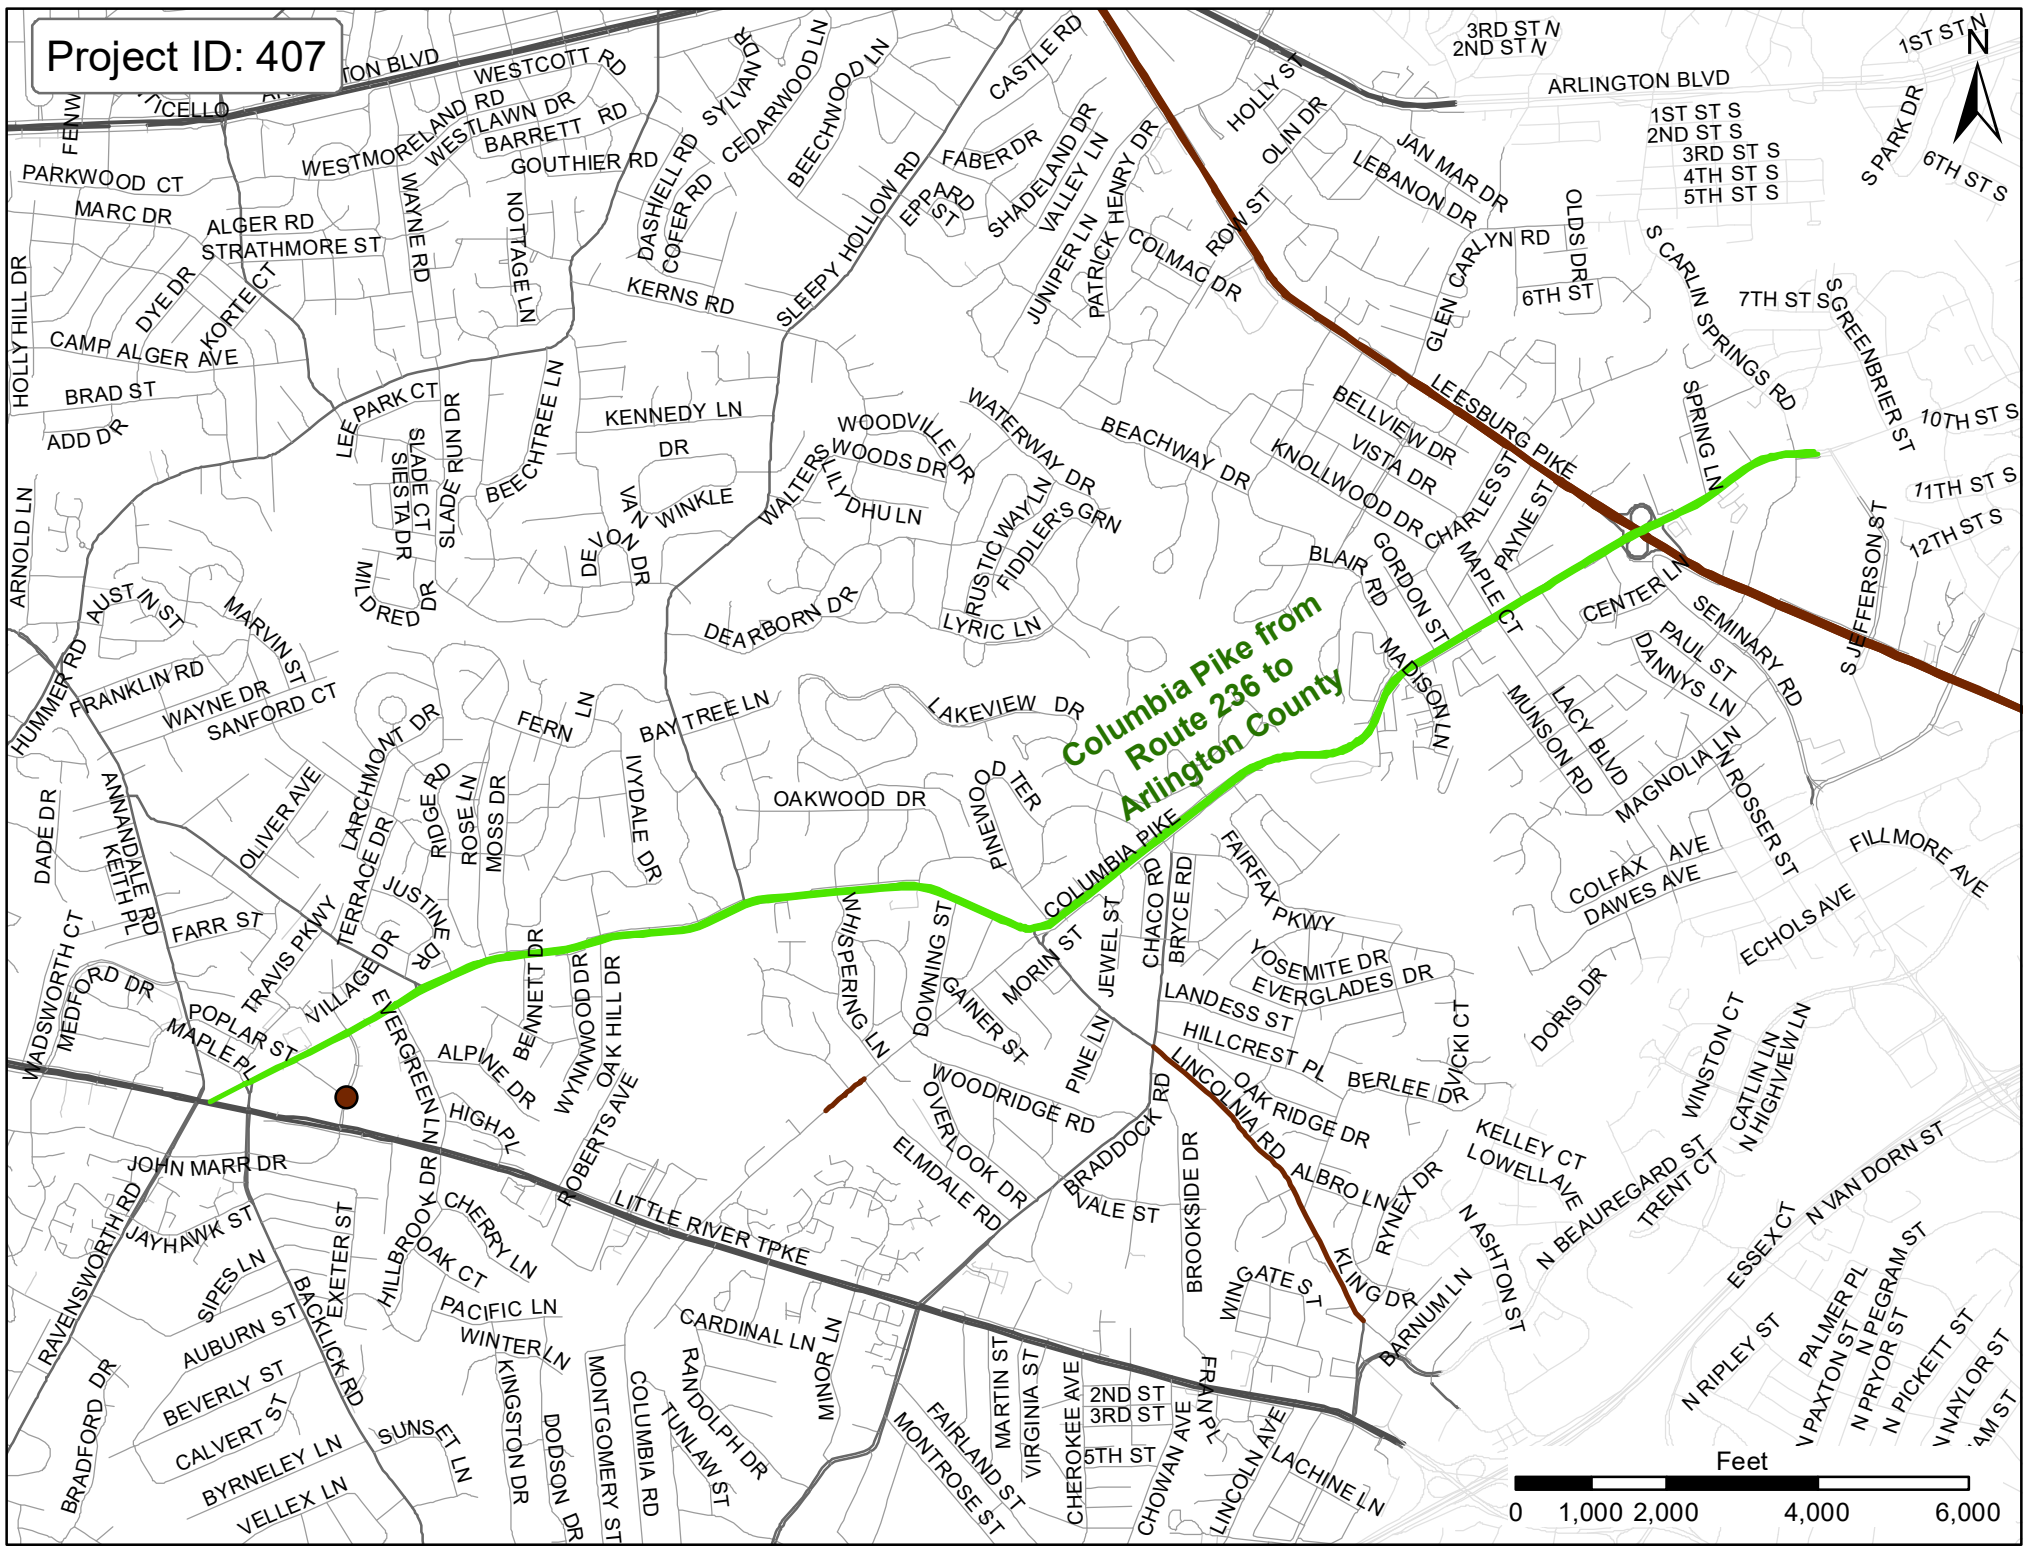 Project ID: 407
TON BLVD
WESTCOTT RD
SYLVAN DR
CEDARWOOD LN
BEECHWOOD LN
CASTLE RD
HOLLY ST
3RD ST N
2ND ST N
1ST ST N
N
ARLINGTON BLVD
ICELLO
FENW
WESTMORELAND RD
WESTLAWN DR
BARRETT RD
GOUTHIER RD
OLIN DR
JAN MAR DR
LEBANON DR
1ST ST S
2ND ST S
3RD ST S
4TH ST S
5TH ST S
S PARK DR
6TH ST S
PARKWOOD CT
MARC DR
ALGER RD
STRATHMORE ST
WAYNE RD
NOTTAGE LN
DASHIELL RD
COFER RD
KERNS RD
SLEEPY HOLLOW RD
FABER DR
EPPARD ST
SHADELAND DR
VALLEY LN
JUNIPER LN
PATRICK HENRY DR
COLMAC DR
ROW ST
GLEN CARLYN RD
OLDS DR
6TH ST
S CARLIN SPRINGS RD
7TH ST S
S GREENBRIER ST
HOLLY HILL DR
DYE DR
KORTE CT
CAMP ALGER AVE
BRAD ST
ADD DR
LEE PARK CT
SLADE RUN DR
SLADE CT
SIESTA DR
BEECHTREE LN
KENNEDY LN
VAN WINKLE DR
DEVON DR
WALTERS
WOODVILLE DR
WOODS DR
LILY DHU LN
WATERWAY DR
RUSTIC WAY LN
FIDDLER'S GRN
LYRIC LN
BEACHWAY DR
BELLVIEW DR
VISTA DR
KNOLLWOOD DR
LEESBURG PIKE
CHARLES ST
PAYNE ST
SPRING LN
10TH ST S
11TH ST S
12TH ST S
S JEFFERSON ST
ARNOLD LN
AUSTIN ST
MARVIN ST
MILDRED DR
DEARBORN DR
BLAIR RD
GORDON ST
MAPLE CT
CENTER LN
SEMINARY RD
PAUL ST
DANNYS LN
HUMMER RD
FRANKLIN RD
WAYNE DR
SANFORD CT
LARCHMONT DR
FERN LN
BAY TREE LN
LAKEVIEW DR
Columbia Pike from
Route 236 to
Arlington County
MADISON LN
MUNSON RD
LACY BLVD
MAGNOLIA LN
N ROSSER ST
DADE DR
ANNANDALE RD
KEITH PL
OLIVER AVE
TERRACE DR
RIDGE RD
ROSE LN
MOSS DR
IVYDALE DR
OAKWOOD DR
PINEWOOD TER
COLUMBIA PIKE
FAIRFAX PKWY
COLFAX AVE
DAWES AVE
FILLMORE AVE
ECHOLS AVE
WADSWORTH CT
MEDFORD DR
FARR ST
TRAVIS PKWY
VILLAGE DR
JUSTINE DR
BENNETT DR
WYNNWOOD DR
OAK HILL DR
WHISPERING LN
DOWNING ST
GAINER ST
MORIN ST
JEWEL ST
CHACO RD
BRYCE RD
YOSEMITE DR
EVERGLADES DR
LANDESS ST
HILLCREST PL
VICKI CT
DORIS DR
WINSTON CT
CATLIN LN
N HIGHVIEW LN
POPLAR ST
MAPLE PL
EVERGREEN LN
ALPINE DR
HIGH PL
ROBERTS AVE
PINE LN
WOODRIDGE RD
OVERLOOK DR
ELMDALE RD
BRADDOCK RD
VALE ST
LINCOLNIA RD
OAK RIDGE DR
BERLEE DR
ALBRO LN
BROOKSIDE DR
RYNEX DR
KELLEY CT
LOWELL AVE
N BEAUREGARD ST
TRENT CT
N VAN DORN ST
JOHN MARR DR
RAVENSWORTH RD
JAYHAWK ST
SIPES LN
EXETER ST
HILLBROOK DR
CHERRY LN
OAK CT
LITTLE RIVER TPKE
KLING DR
WINGATE ST
BARNUM LN
N ASHTON ST
ESSEX CT
N RIPLEY ST
PALMER PL
N PAXTON ST
N PEGRAM ST
N PRYOR ST
N PICKETT ST
N NAYLOR ST
AM ST
BACKLICK RD
AUBURN ST
BEVERLY ST
CALVERT ST
BYRNELEY LN
VELLEX LN
BRADFORD DR
PACIFIC LN
WINTER LN
SUNSET LN
KINGSTON DR
DODSON DR
MONTGOMERY ST
COLUMBIA RD
TUNLAW ST
RANDOLPH DR
CARDINAL LN
MINOR LN
MONTROSE ST
FAIRLAND ST
MARTIN ST
VIRGINIA ST
CHEROKEE AVE
2ND ST
3RD ST
5TH ST
CHOWAN AVE
FRAN PL
LINCOLN AVE
LACHINE LN
Feet
0 1,000 2,000 4,000 6,000